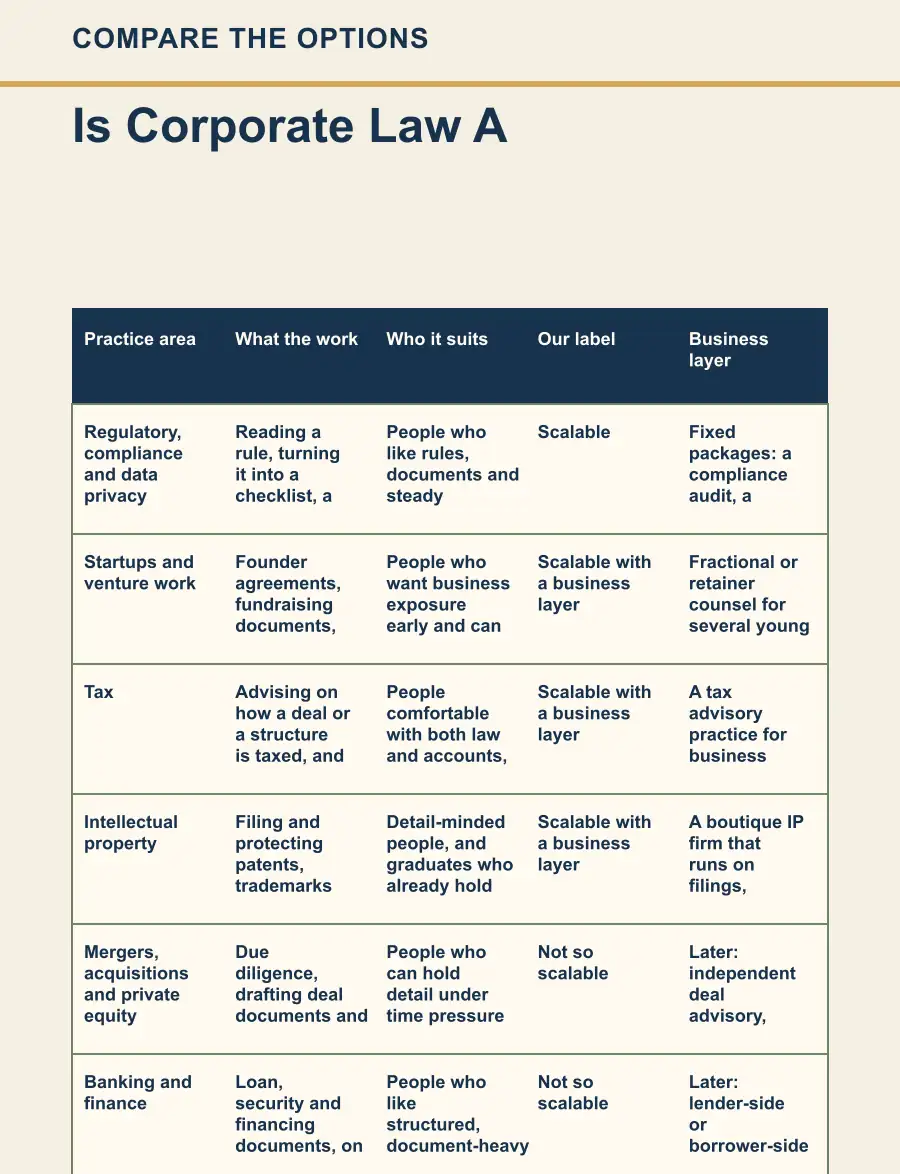 COMPARE THE OPTIONS
Is Corporate Law A
Practice area
What the work
Who it suits
Our label
Business
layer
Regulatory,
compliance
and data
privacy
Reading a
rule, turning
it into a
checklist, a
People who
like rules,
documents and
steady
Scalable
Fixed
packages: a
compliance
audit, a
Startups and
venture work
Founder
agreements,
fundraising
documents,
People who
want business
exposure
early and can
Scalable with
a business
layer
Fractional or
retainer
counsel for
several young
Tax
Advising on
how a deal or
a structure
is taxed, and
People
comfortable
with both law
and accounts,
Scalable with
a business
layer
A tax
advisory
practice for
business
Intellectual
property
Filing and
protecting
patents,
trademarks
Detail-minded
people, and
graduates who
already hold
Scalable with
a business
layer
A boutique IP
firm that
runs on
filings,
Mergers,
acquisitions
and private
equity
Due
diligence,
drafting deal
documents and
People who
can hold
detail under
time pressure
Not so
scalable
Later:
independent
deal
advisory,
Banking and
finance
Loan,
security and
financing
documents, on
People who
like
structured,
document-heavy
Not so
scalable
Later:
lender-side
or
borrower-side